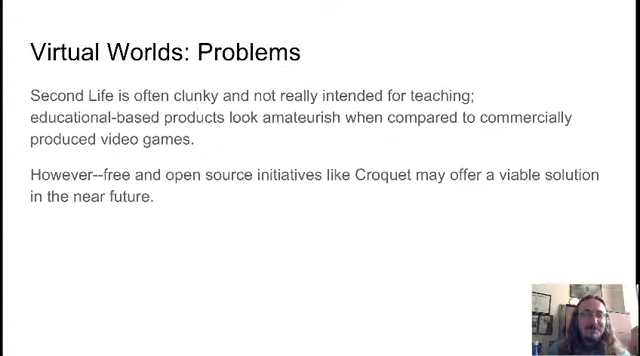 Virtual Worlds: Problems
Second Life is often clunky and not really intended for teaching;
educational-based products look amateurish when compared to commercially
produced video games.
However--free and open source initiatives like Croquet may offer a viable solution
in the near future.